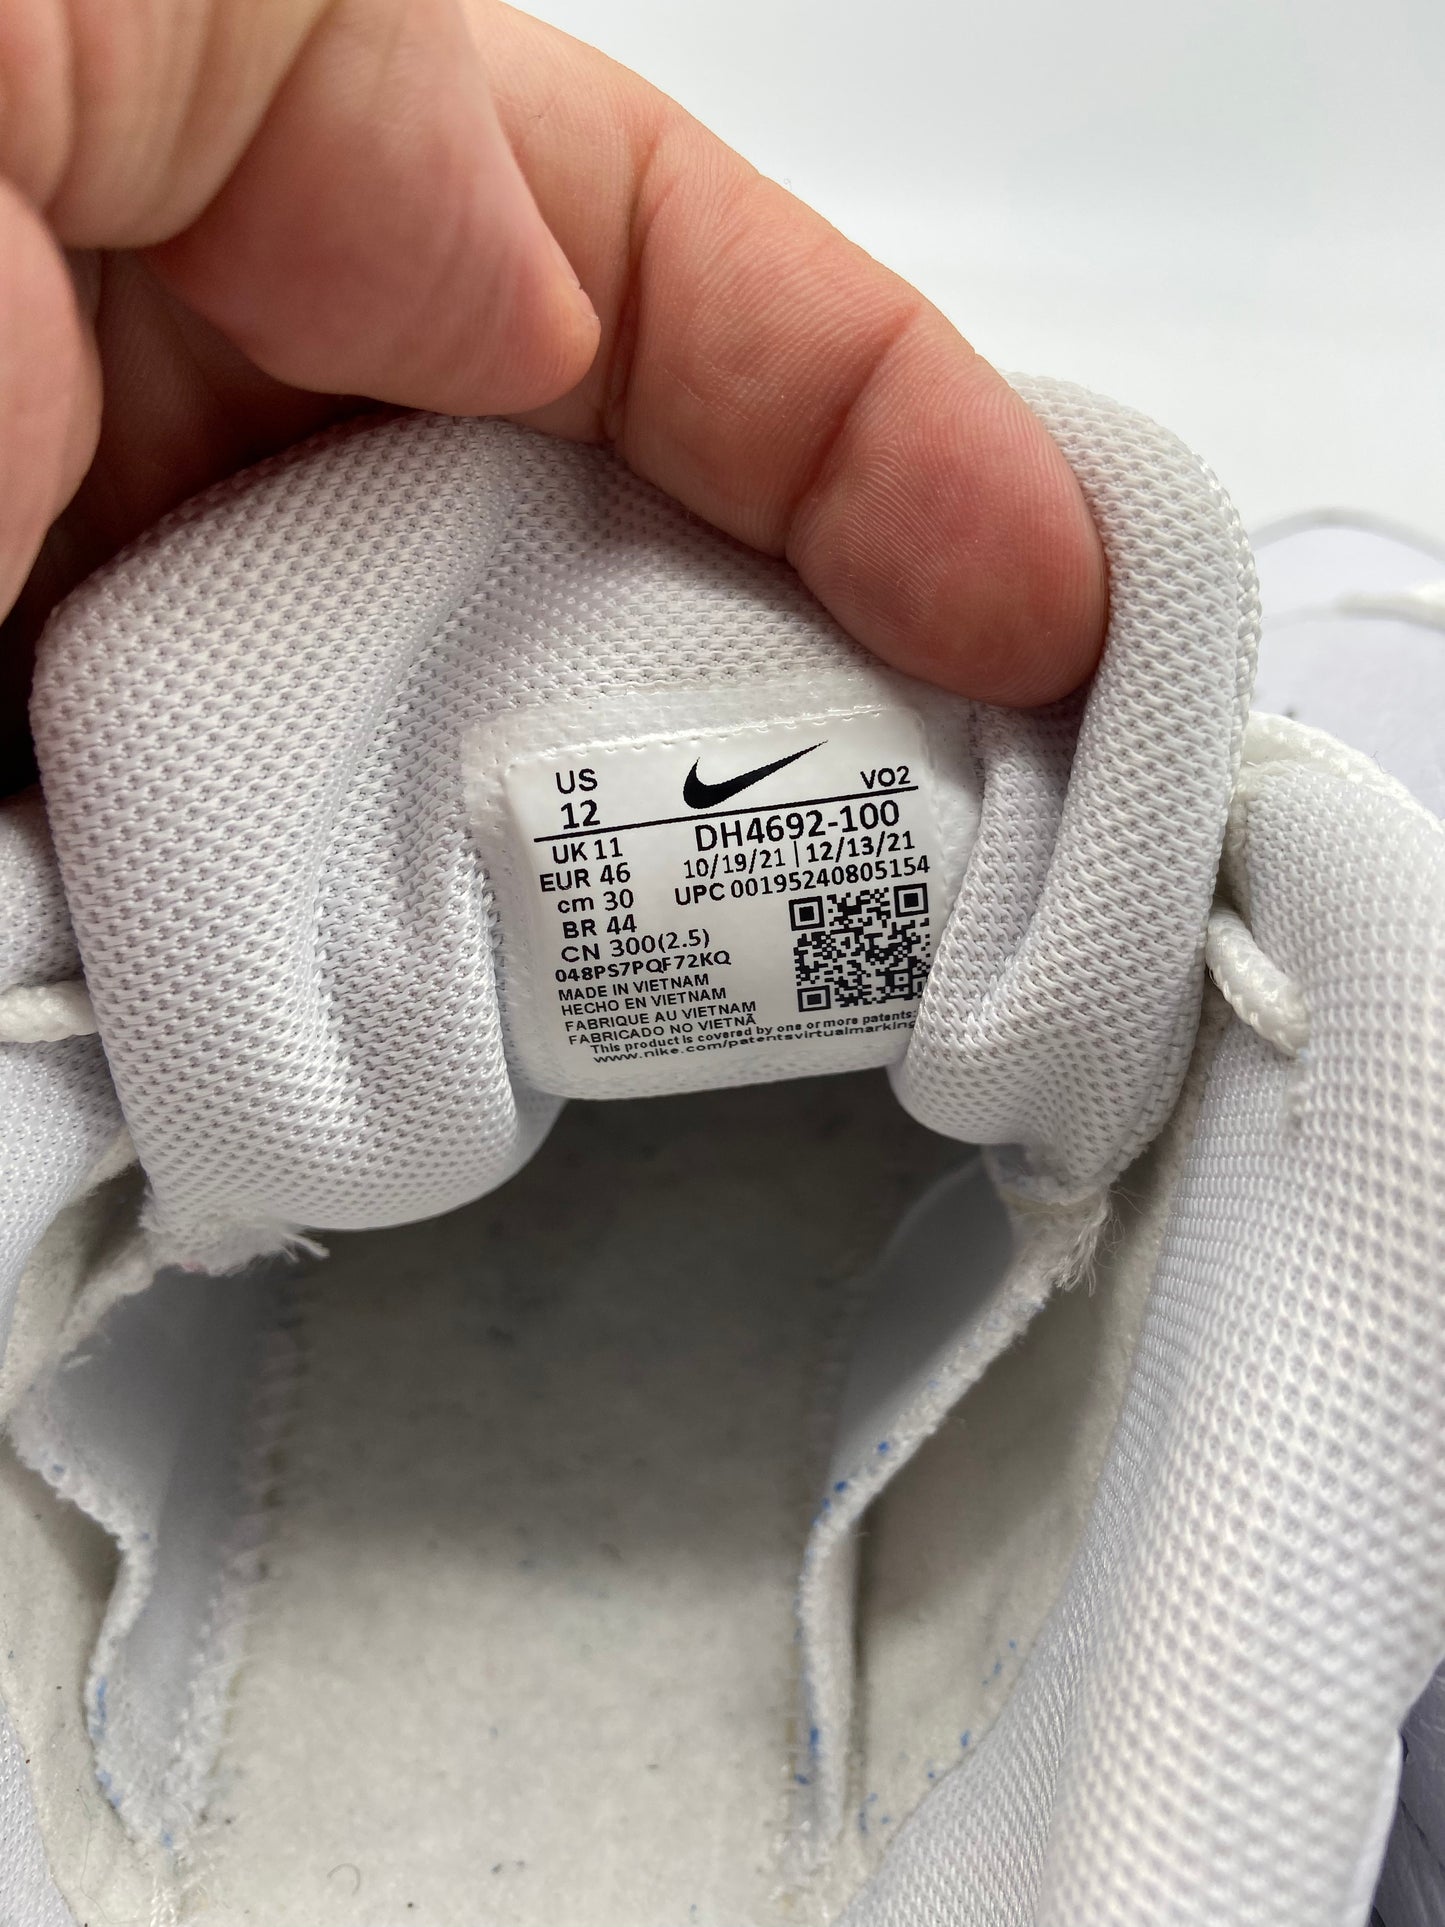 US
12
VO2
UK 11
DH4692-100
EUR 46
10/19/21 | 12/13/21
cm 30
UPC 00195240805154
BR 44
CN 300(2.5)
048PS7PQF72KQ
MADE IN VIETNAM
HECHO EN VIETNAM
FABRIQUE AU VIETNAM
FABRICADO NO VIETNÃ
This product is covered by one or more patents:
www.nike.com/patentsvirtualmarking